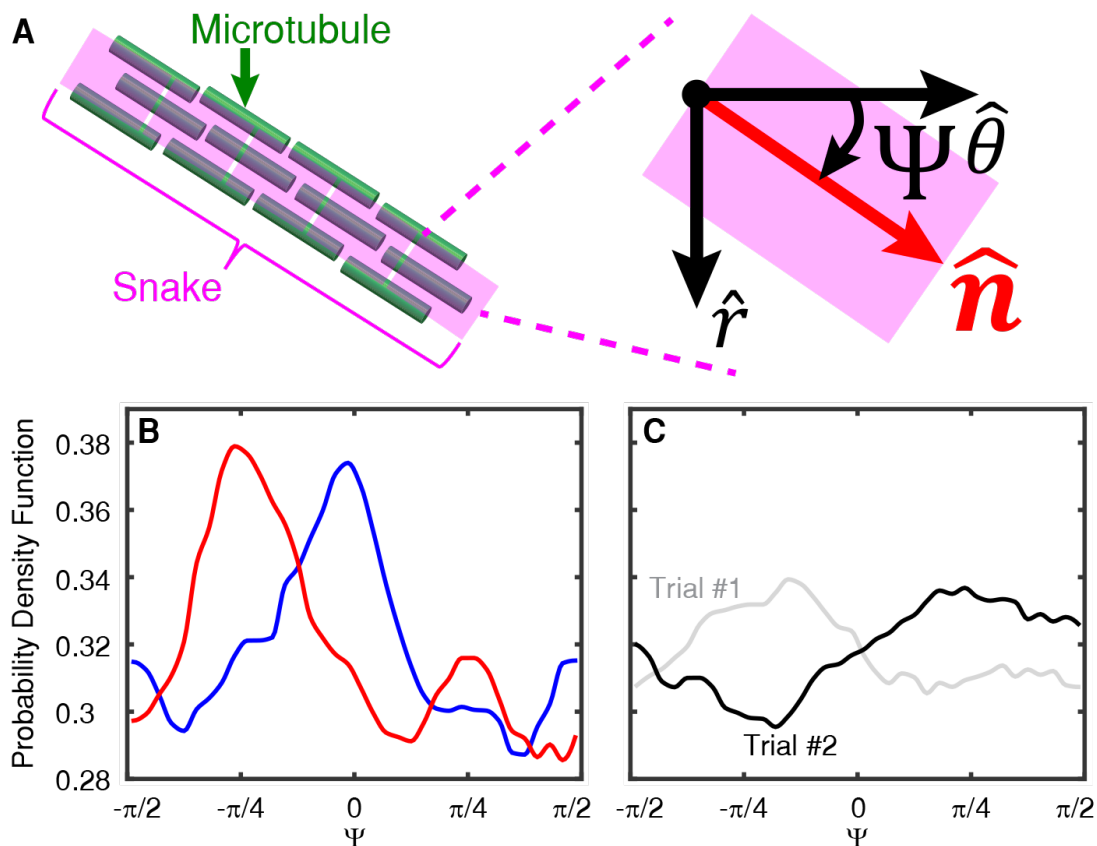 A
Microtubule
Snake
Ψ
θ̂
r̂
n̂
B
C
Probability Density Function
0.38
0.36
0.34
0.32
0.3
0.28
Trial #1
Trial #2
-π/2
-π/4
0
π/4
π/2
Ψ
-π/2
-π/4
0
π/4
π/2
Ψ